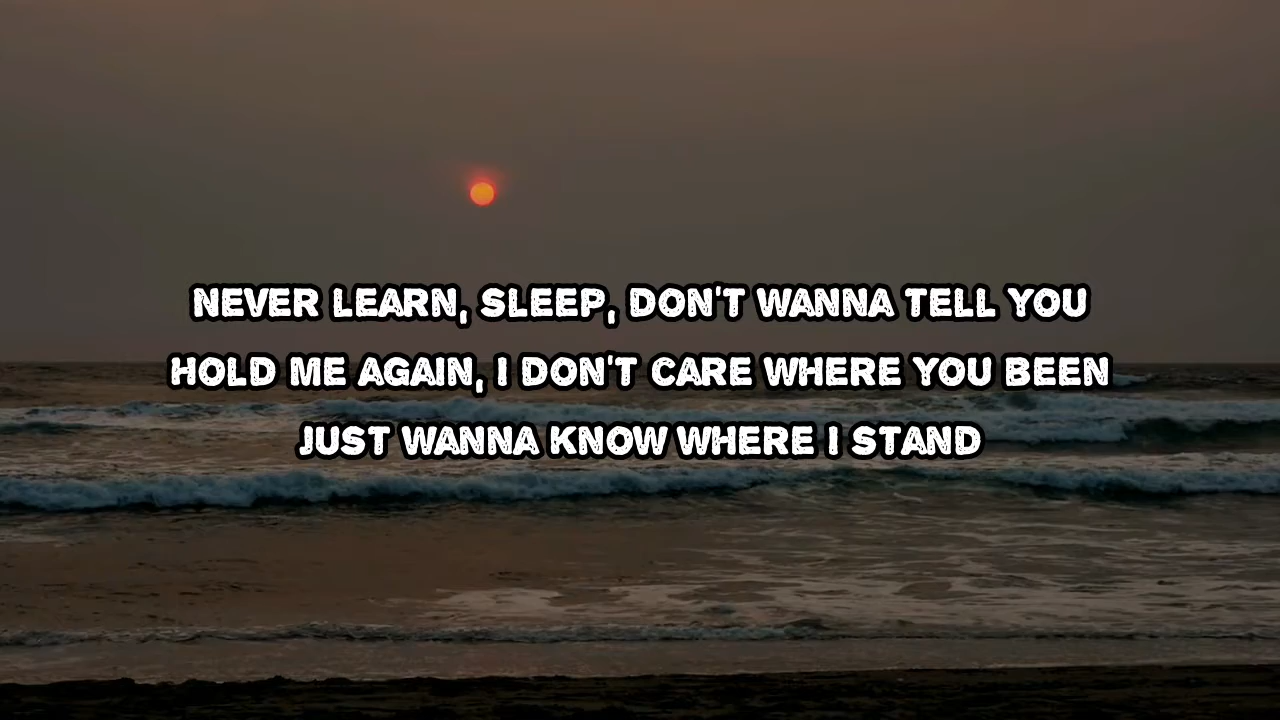 NEVER LEARN, SLEEP, DON'T WANNA TELL YOU
HOLD ME AGAIN, I DON'T CARE WHERE YOU BEEN
JUST WANNA KNOW WHERE I STAND